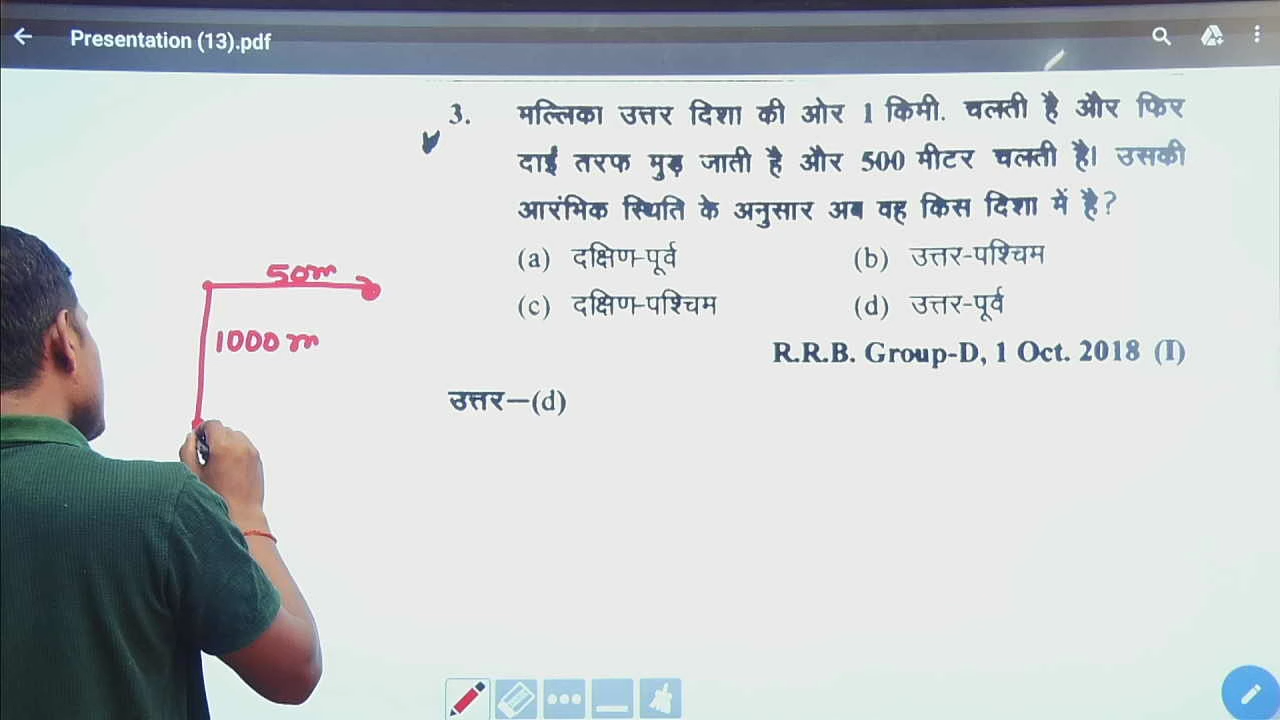 Presentation (13).pdf
3. मल्लिका उत्तर दिशा की ओर 1 किमी. चलती है और फिर
दाईं तरफ मुड़ जाती है और 500 मीटर चलती है। उसकी
आरंभिक स्थिति के अनुसार अब वह किस दिशा में है?
(a) दक्षिण-पूर्व (b) उत्तर-पश्चिम
(c) दक्षिण-पश्चिम (d) उत्तर-पूर्व
R.R.B. Group-D, 1 Oct. 2018 (I)
उत्तर—(d)
50m
1000 m